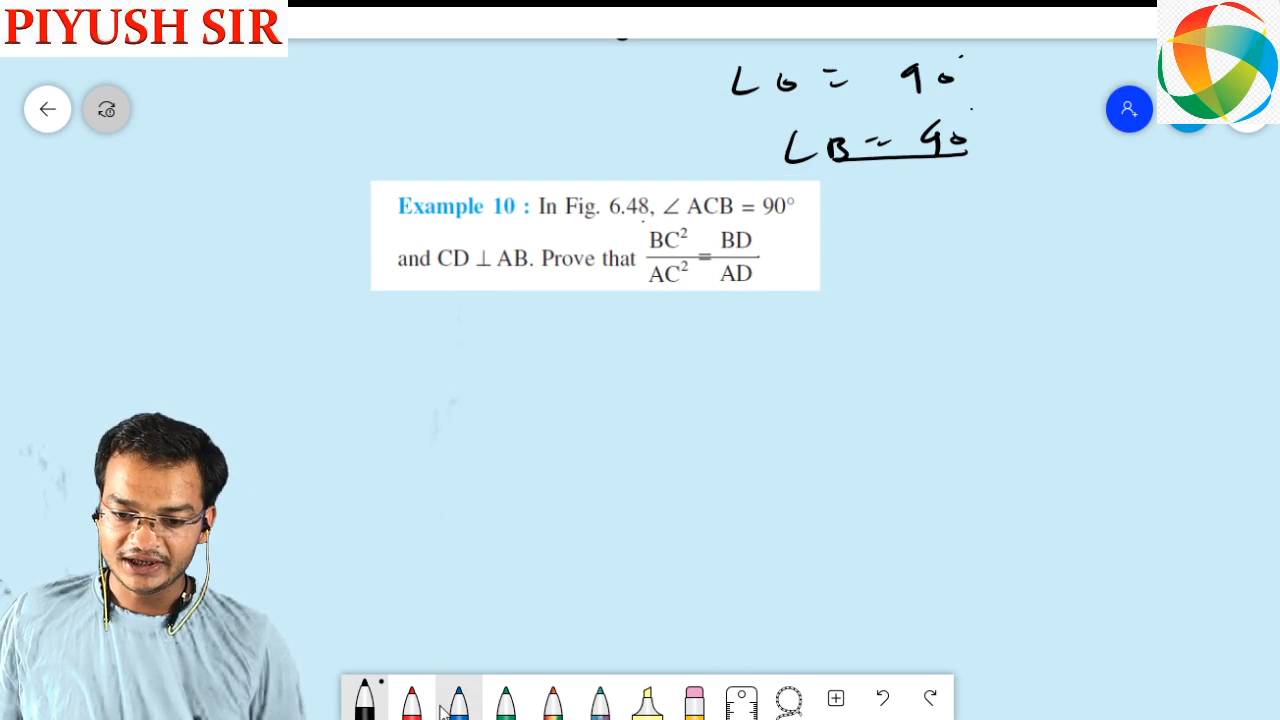 PIYUSH SIR
∠θ = 90°
∠B = 90°
Example 10 : In Fig. 6.48, ∠ ACB = 90°
and CD ⊥ AB. Prove that BC²/AC² = BD/AD